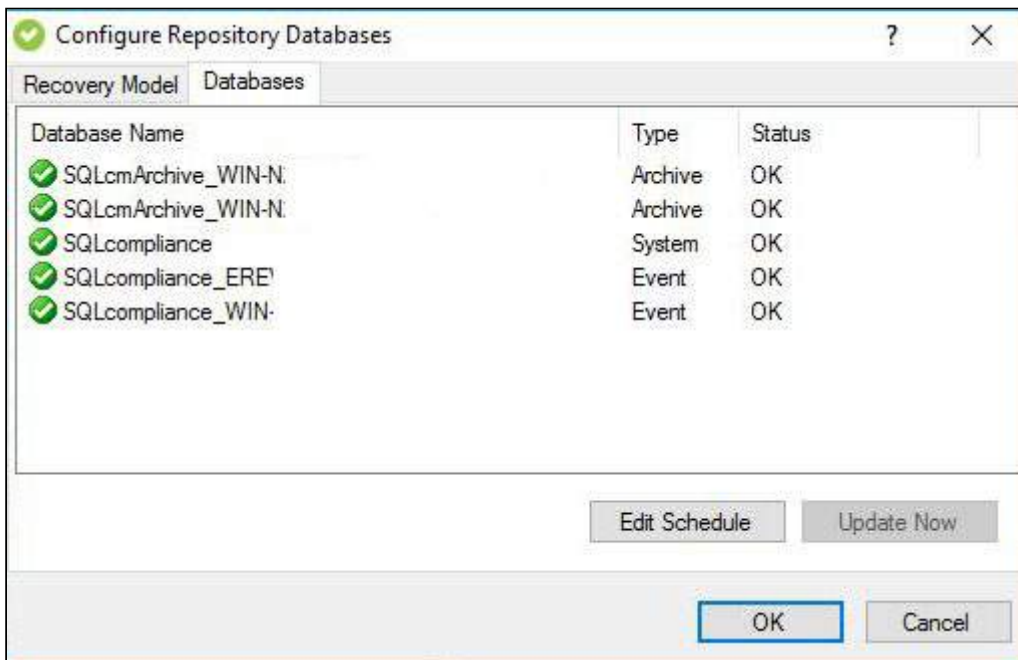 Configure Repository Databases ? X
Recovery Model Databases
Database Name Type Status
SQLcmArchive_WIN-N Archive OK
SQLcmArchive_WIN-N Archive OK
SQLcompliance System OK
SQLcompliance_ERE Event OK
SQLcompliance_WIN- Event OK
Edit Schedule Update Now
OK Cancel